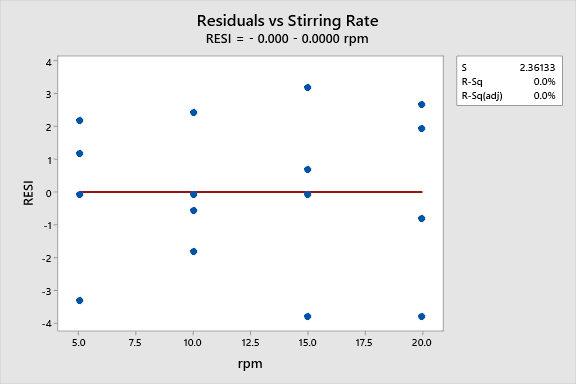 Residuals vs Stirring Rate
RESI = - 0.000 - 0.0000 rpm
S 2.36133
R-Sq 0.0%
R-Sq(adj) 0.0%
4
3
2
1
0
-1
-2
-3
-4
RESI
5.0 7.5 10.0 12.5 15.0 17.5 20.0
rpm